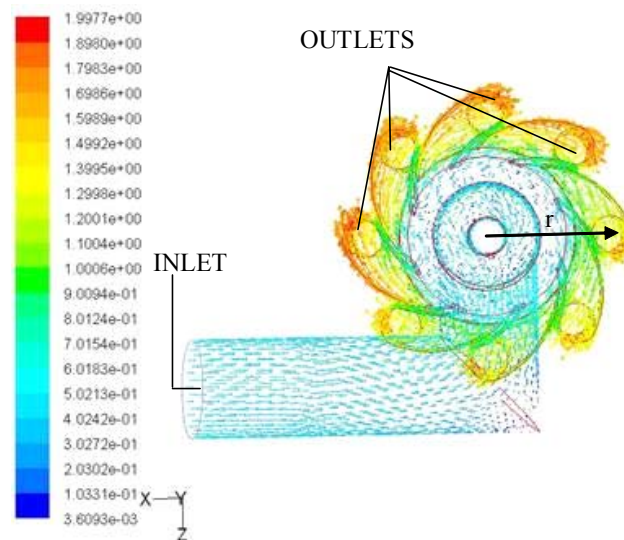 1.9977e+00
1.8980e+00
1.7983e+00
1.6986e+00
1.5989e+00
1.4992e+00
1.3995e+00
1.2998e+00
1.2001e+00
1.1004e+00
1.0006e+00
9.0094e-01
8.0124e-01
7.0154e-01
6.0183e-01
5.0213e-01
4.0242e-01
3.0272e-01
2.0302e-01
1.0331e-01
3.6093e-03
OUTLETS
r
INLET
X Y
Z